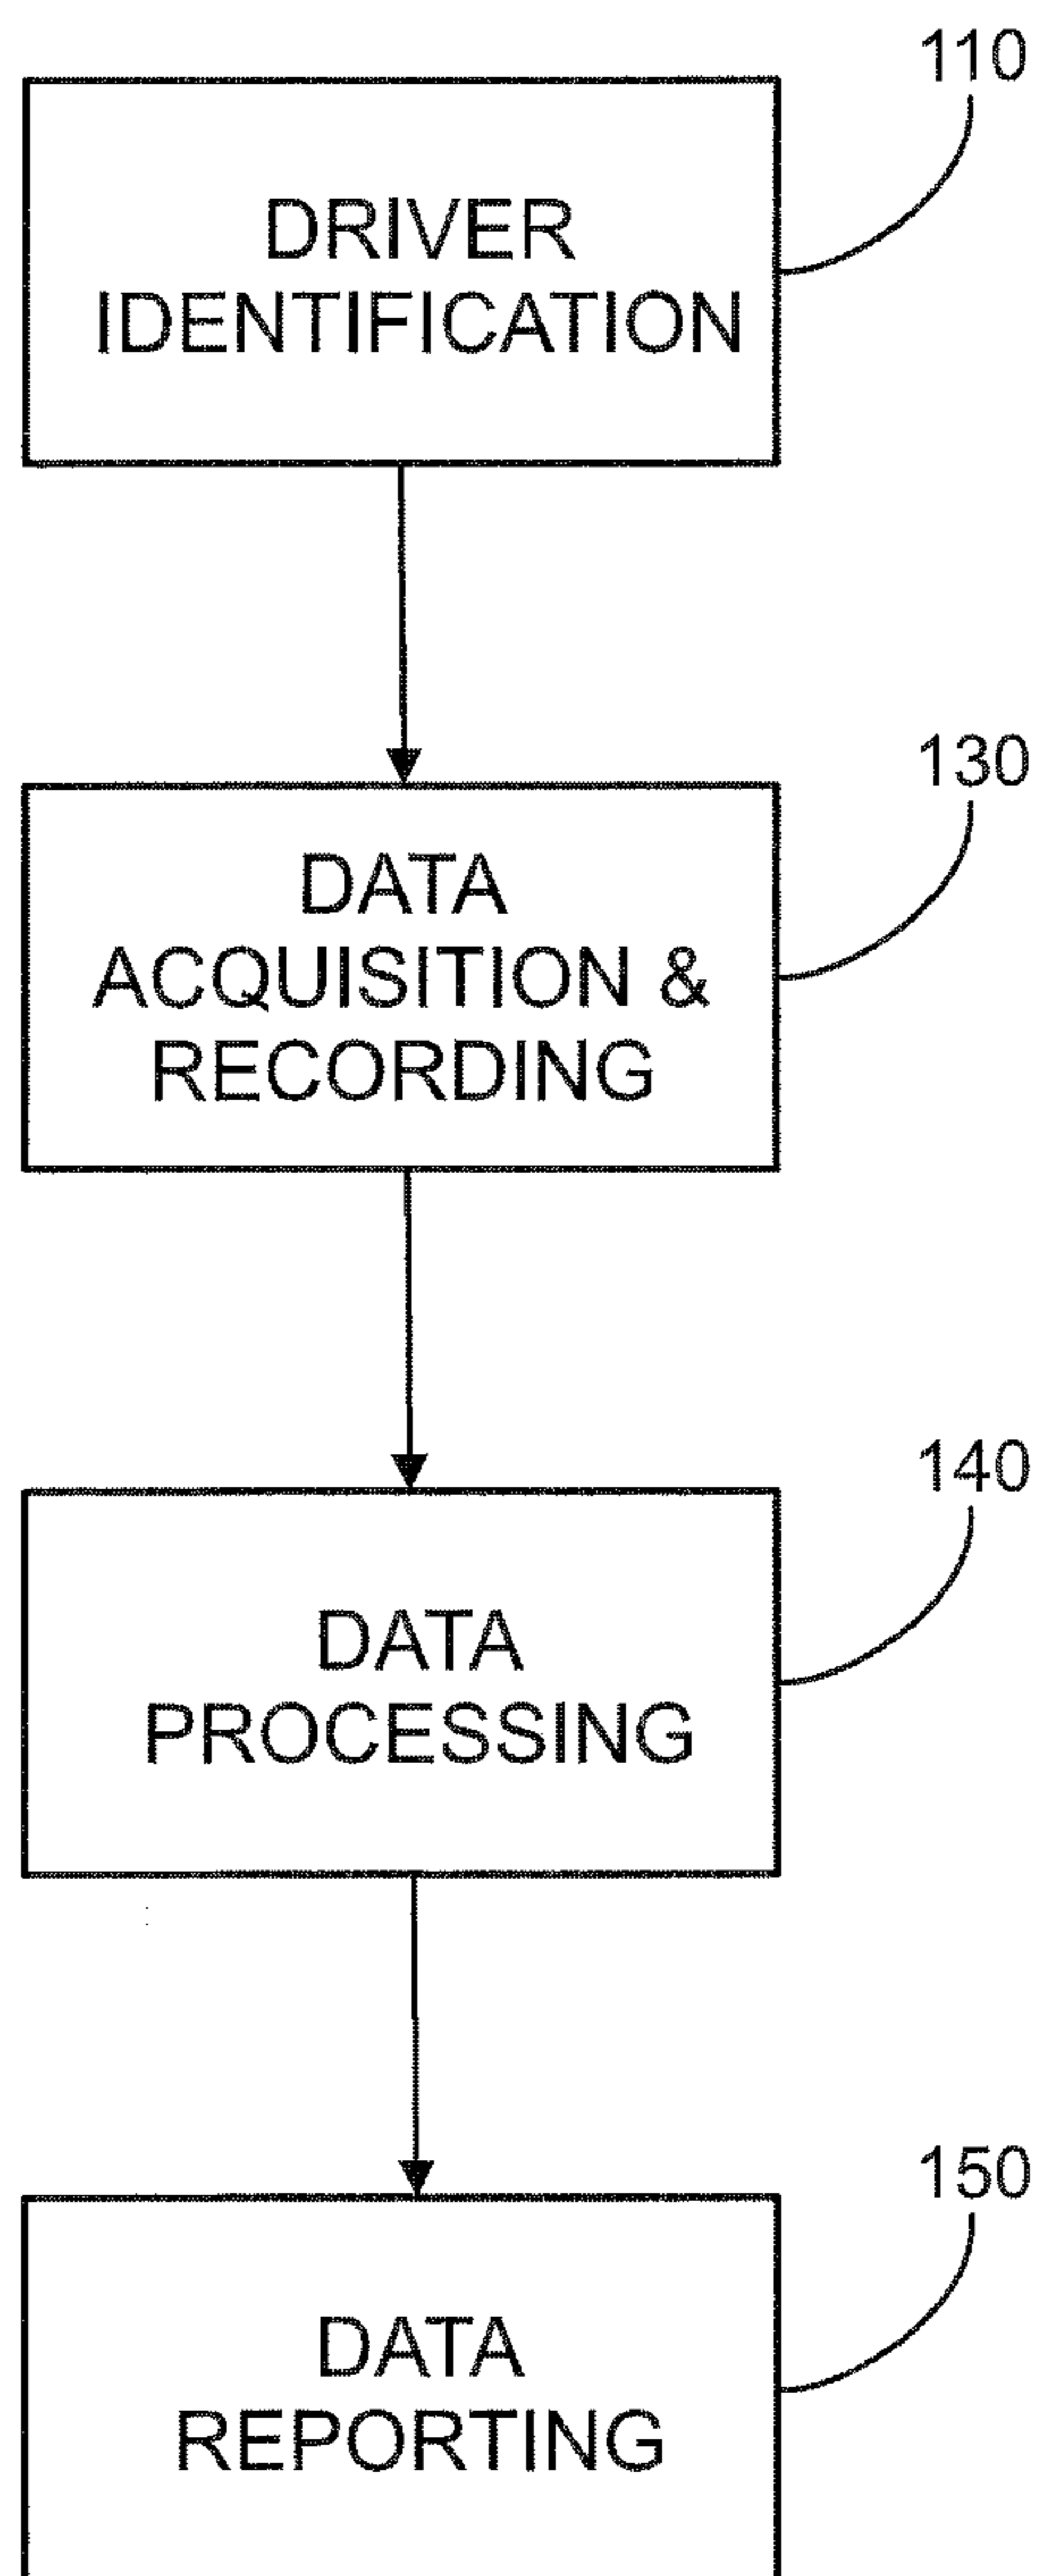 110
DRIVER
IDENTIFICATION
130
DATA
ACQUISITION &
RECORDING
140
DATA
PROCESSING
150
DATA
REPORTING